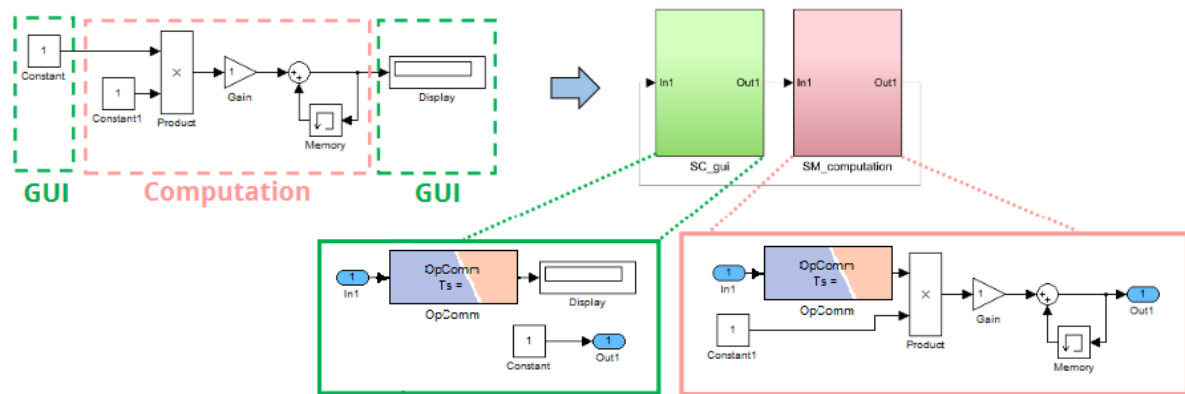 1
Constant
1
Constant1
×
Product
1
Gain
++
Memory
Display
GUI
Computation
GUI
In1
Out1
SC_gui
In1
Out1
SM_computation
1
In1
OpComm
Ts =
OpComm
Display
1
Constant
1
Out1
1
In1
OpComm
Ts =
OpComm
1
Constant1
×
Product
1
Gain
++
Memory
1
Out1